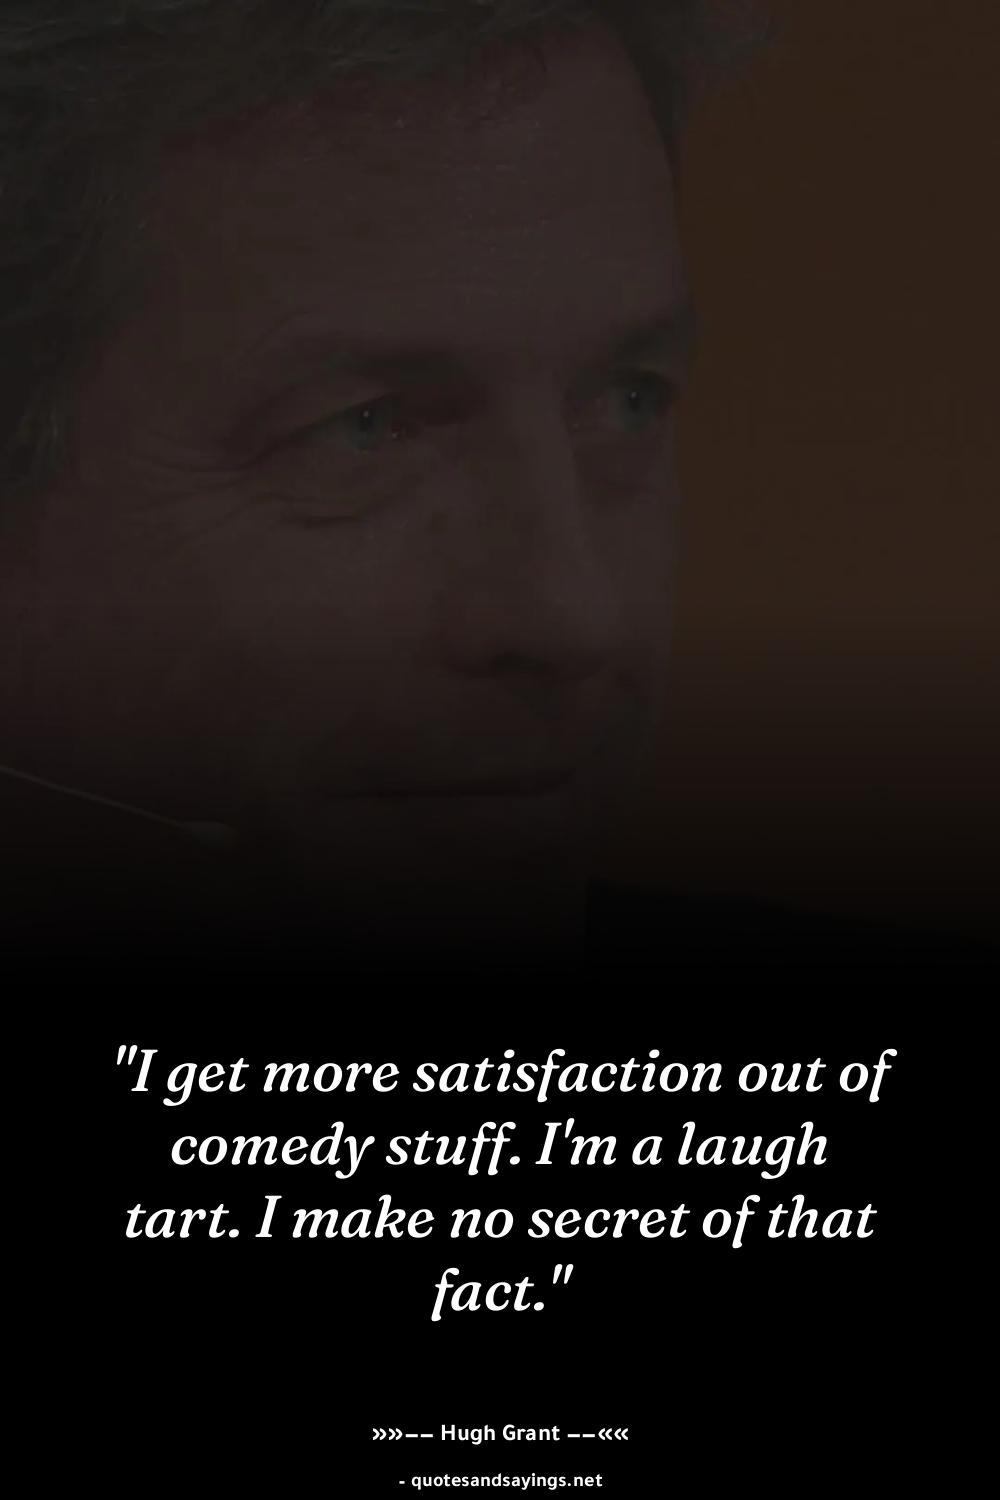 "I get more satisfaction out of
comedy stuff. I'm a laugh
tart. I make no secret of that
fact."
»»−− Hugh Grant −−««
- quotesandsayings.net